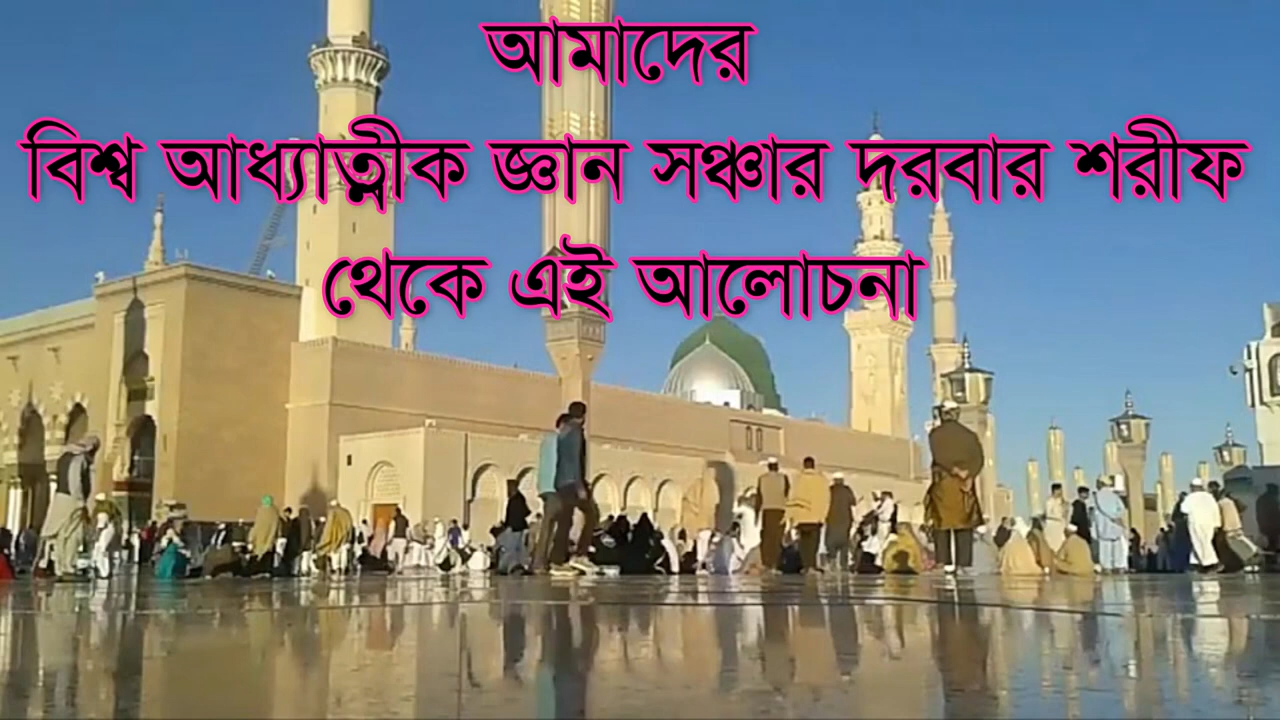 আমাদের
বিশ্ব আধ্যাত্নীক জ্ঞান সঞ্চার দরবার শরীফ
থেকে এই আলোচনা